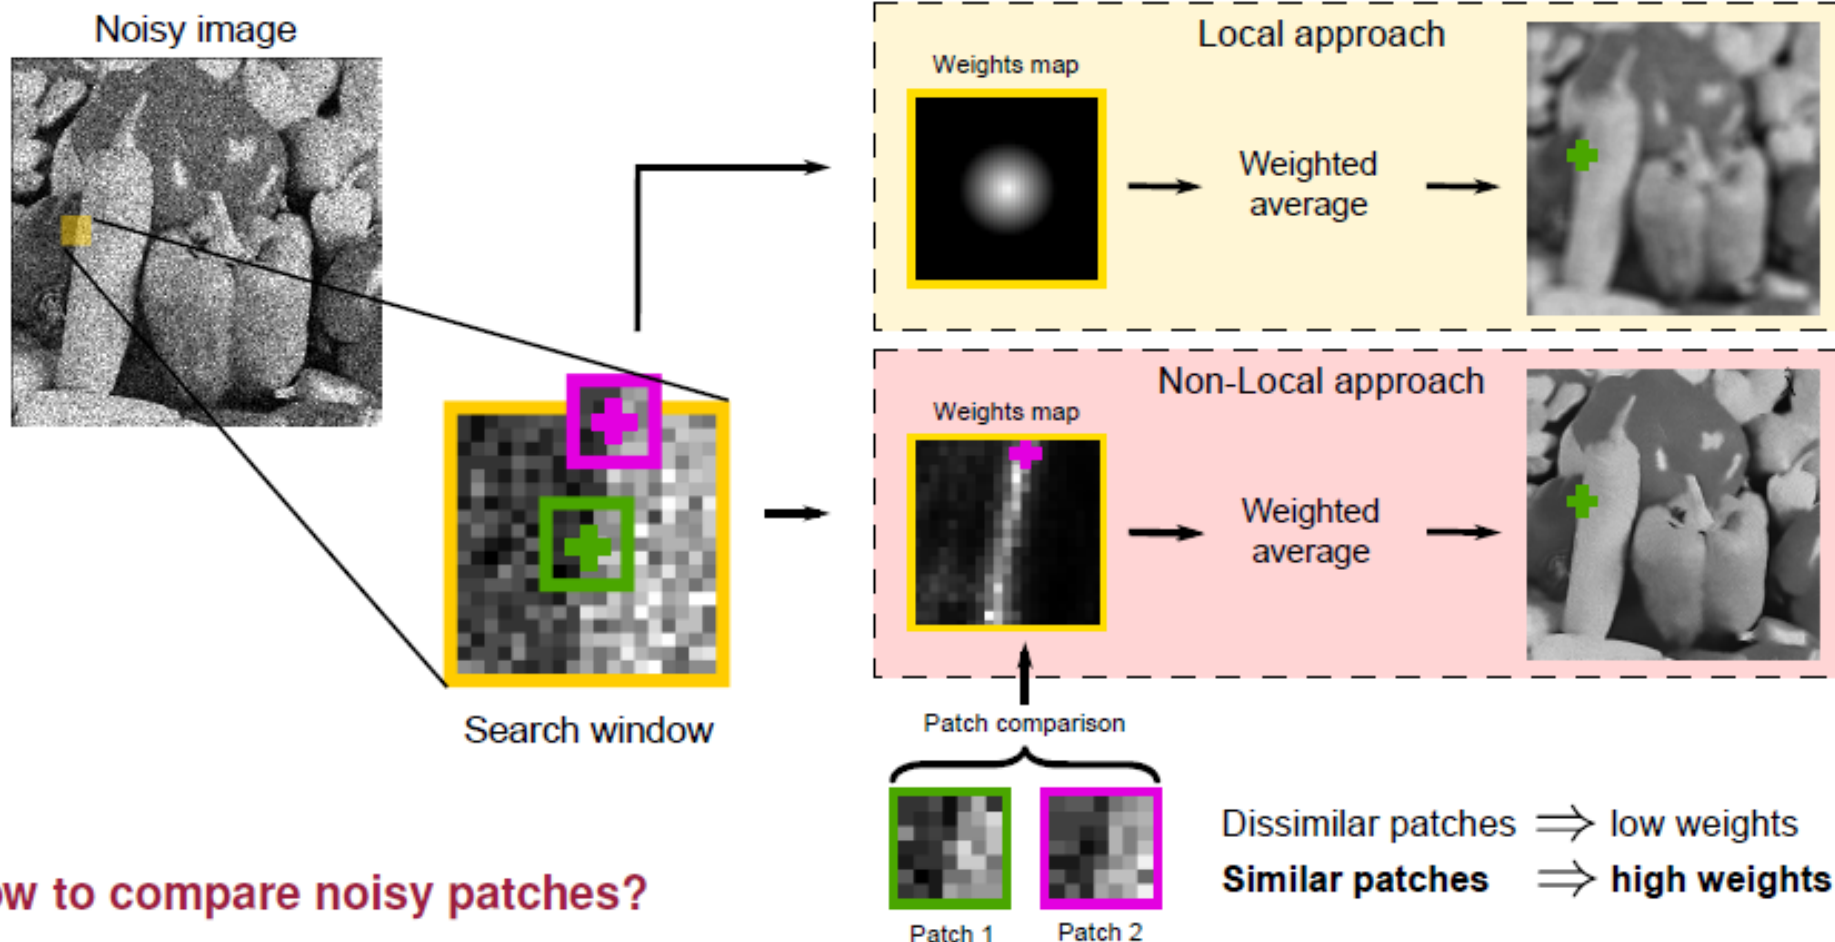 Noisy image
Local approach
Weights map
Weighted
average
Non-Local approach
Weights map
Weighted
average
Search window
Patch comparison
Dissimilar patches ⇒ low weights
Similar patches ⇒ high weights
ow to compare noisy patches?
Patch 1
Patch 2